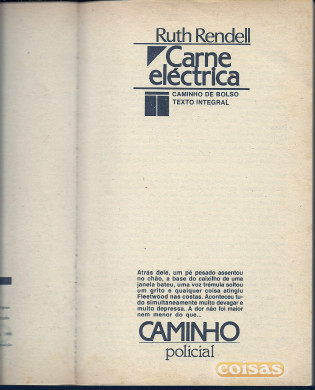 Ruth Rendell
Carne
eléctrica
CAMINHO DE BOLSO
TEXTO INTEGRAL
Atrás dele, um pé pesado assentou
no chão, a base do caixilho de uma
janela bateu, uma voz trémula soltou
um grito e qualquer coisa atingiu
Fleetwood nas costas. Aconteceu tu-
do simultaneamente muito devagar e
muito depressa. A dor não foi maior
nem menor do que...
CAMINHO
policial
coisas